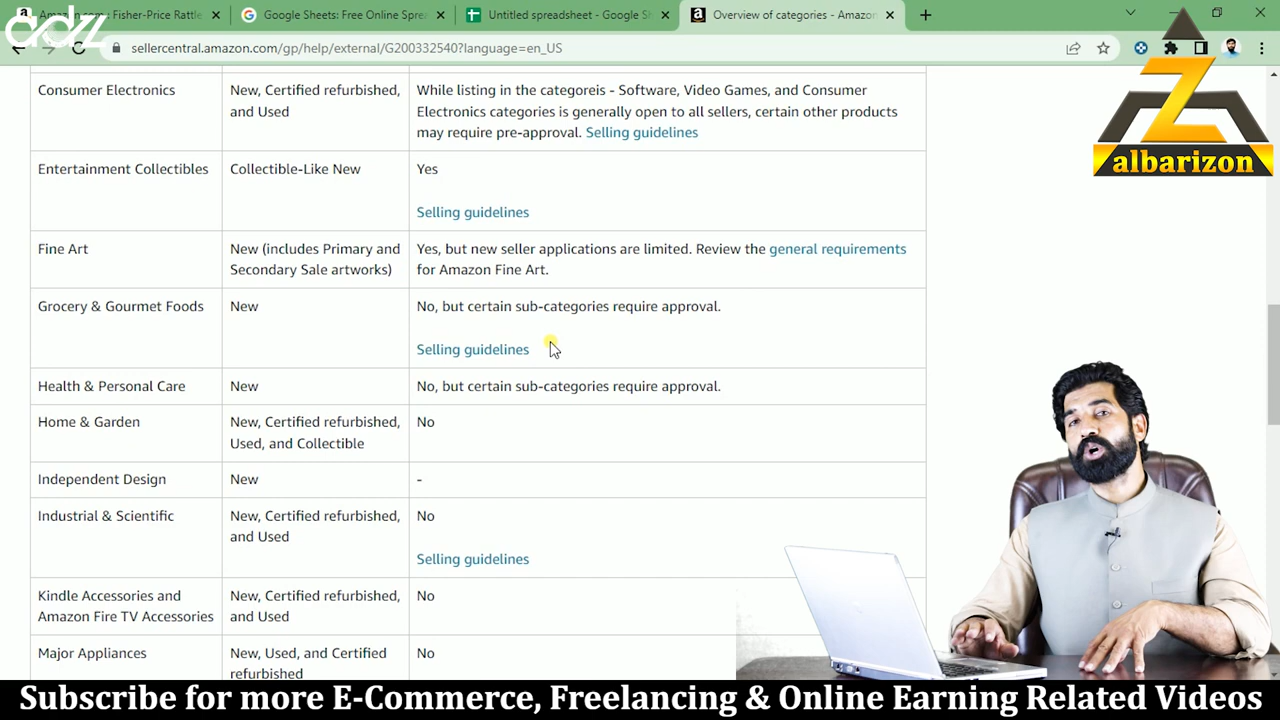 Amazon.com: Fisher-Price Rattle
Google Sheets: Free Online Sprea
Untitled spreadsheet - Google Sh
Overview of categories - Amazon
sellercentral.amazon.com/gp/help/external/G200332540?language=en_US
albarizon
Consumer Electronics
New, Certified refurbished,
and Used
While listing in the categoreis - Software, Video Games, and Consumer
Electronics categories is generally open to all sellers, certain other products
may require pre-approval. Selling guidelines
Entertainment Collectibles
Collectible-Like New
Yes
Selling guidelines
Fine Art
New (includes Primary and
Secondary Sale artworks)
Yes, but new seller applications are limited. Review the general requirements
for Amazon Fine Art.
Grocery & Gourmet Foods
New
No, but certain sub-categories require approval.
Selling guidelines
Health & Personal Care
New
No, but certain sub-categories require approval.
Home & Garden
New, Certified refurbished,
Used, and Collectible
No
Independent Design
New
-
Industrial & Scientific
New, Certified refurbished,
and Used
No
Selling guidelines
Kindle Accessories and
Amazon Fire TV Accessories
New, Certified refurbished,
and Used
No
Major Appliances
New, Used, and Certified
refurbished
No
Subscribe for more E-Commerce, Freelancing & Online Earning Related Videos